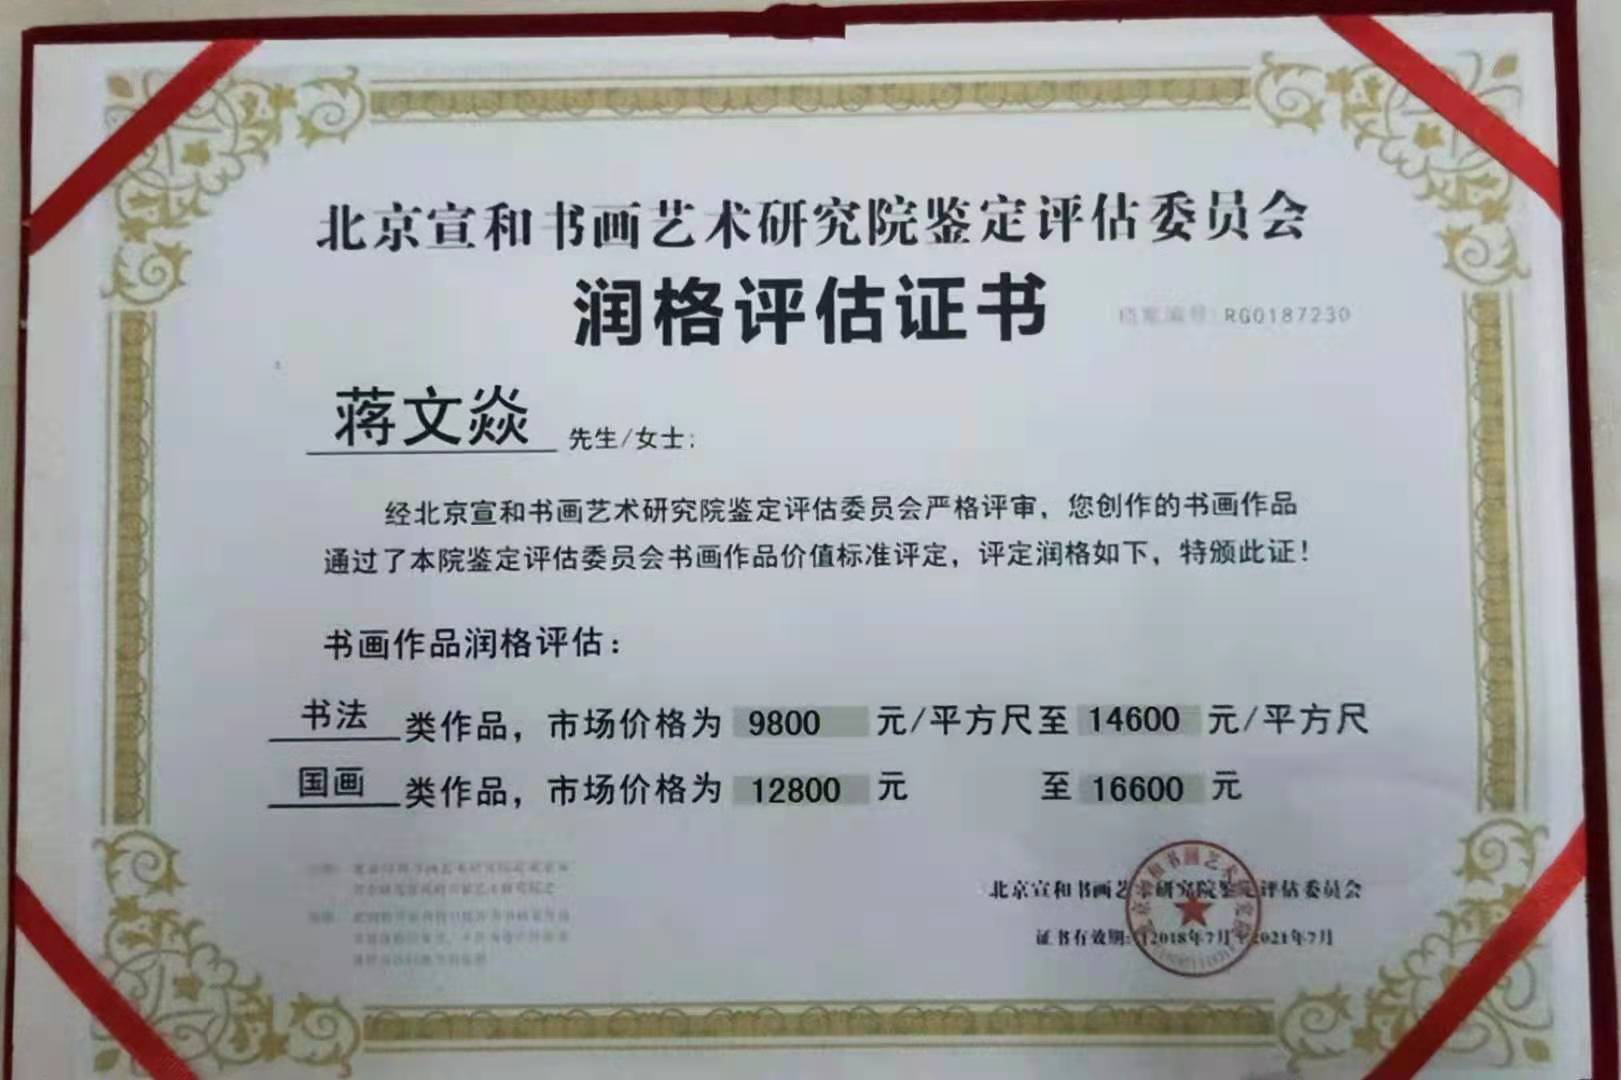 北京宣和书画艺术研究院鉴定评估委员会
润格评估证书
档案编号:RG0187230
蒋文焱 先生/女士:
经北京宣和书画艺术研究院鉴定评估委员会严格评审，您创作的书画作品
通过了本院鉴定评估委员会书画作品价值标准评定，评定润格如下，特颁此证！
书画作品润格评估：
书法 类作品，市场价格为 9800 元/平方尺至 14600 元/平方尺
国画 类作品，市场价格为 12800 元 至 16600 元
北京宣和书画艺术研究院鉴定评估委员会
证书有效期: 2018年7月 2021年7月